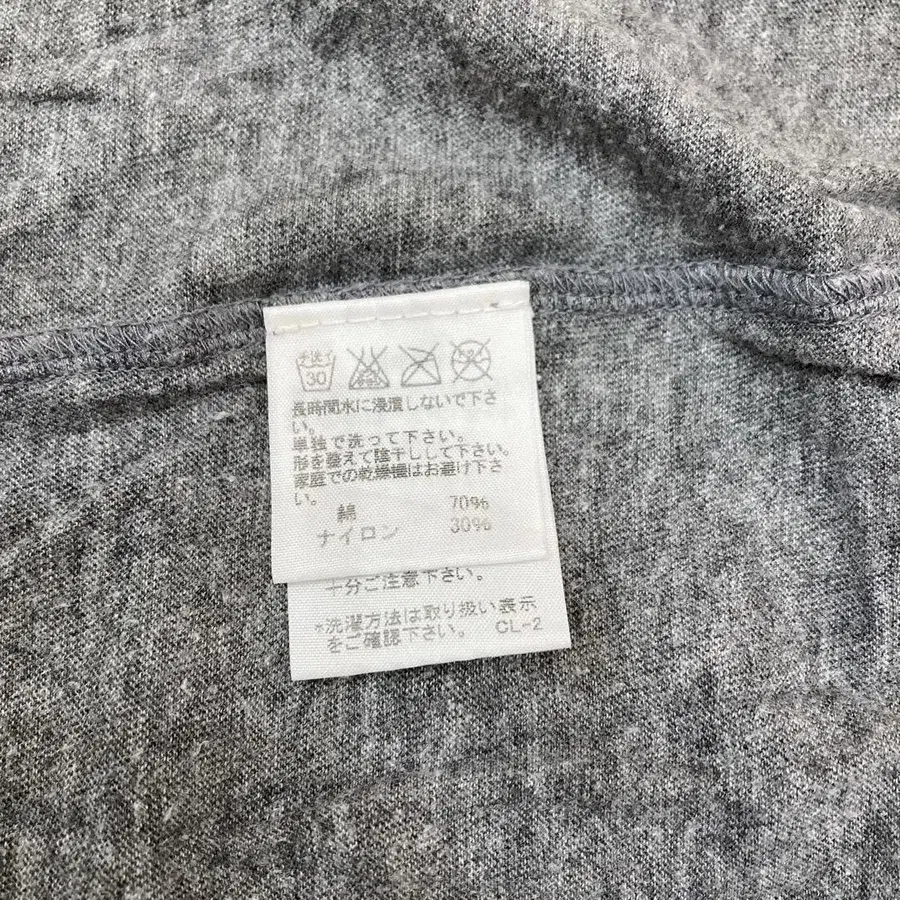 手洗イ
30
長時間水に浸漬しないで下さ
い。
単独で洗って下さい。
形を整えて陰干しして下さい。
家庭での乾燥機はお避け下さ
い。
綿 70%
ナイロン 30%
十分ご注意下さい。
*洗濯方法は取り扱い表示
をご確認下さい。 CL-2